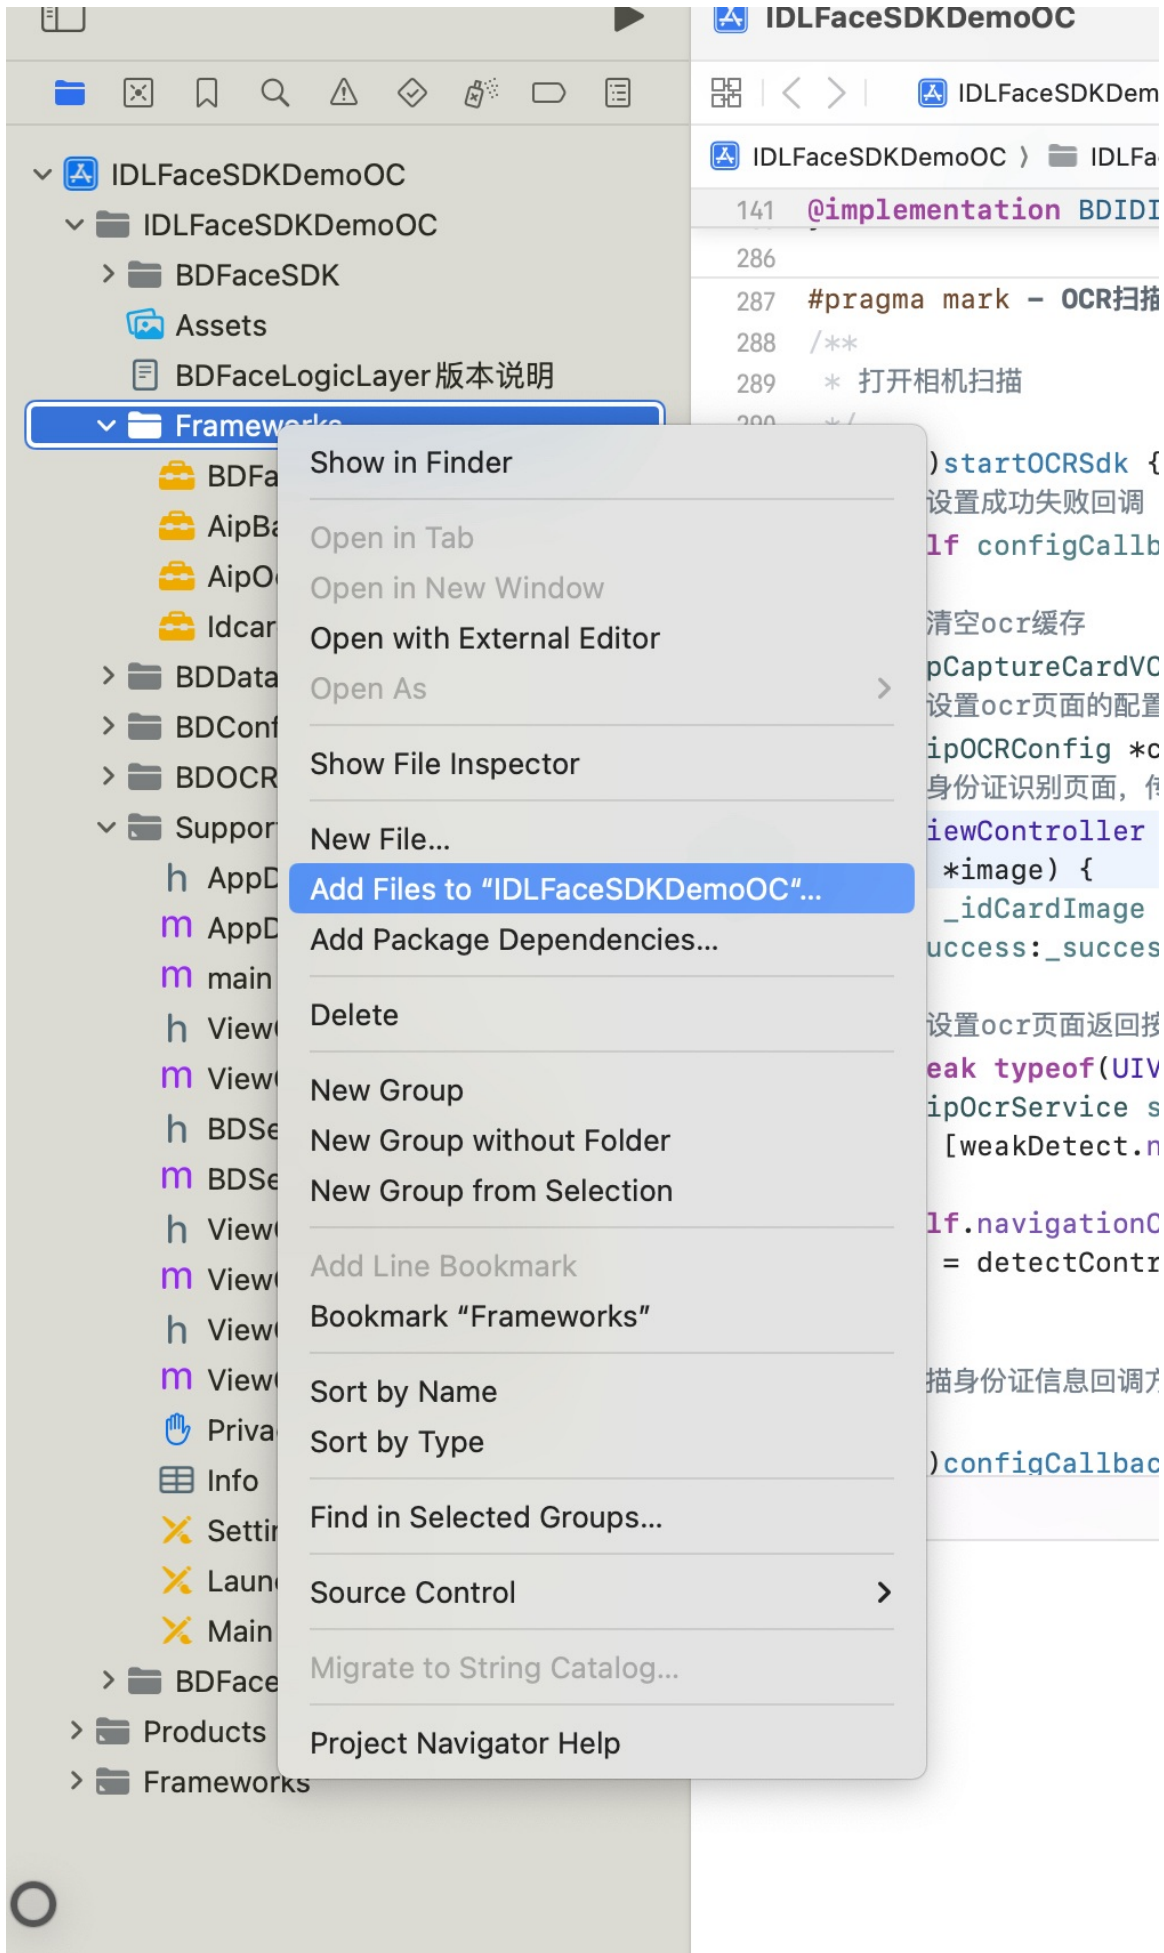 IDLFaceSDKDemoOC
IDLFaceSDKDem
IDLFaceSDKDemoOC
IDLFa
IDLFaceSDKDemoOC
IDLFaceSDKDemoOC
BDFaceSDK
Assets
BDFaceLogicLayer版本说明
Frameworks
BDFa
AipBa
AipO
Idcar
BDData
BDConf
BDOCR
Suppor
h AppD
m AppD
m main
h View
m View
h BDSe
m BDSe
h View
m View
h View
m View
Priva
Info
Settin
Laun
Main
BDFace
Products
Frameworks
Show in Finder
Open in Tab
Open in New Window
Open with External Editor
Open As
Show File Inspector
New File...
Add Files to “IDLFaceSDKDemoOC“...
Add Package Dependencies...
Delete
New Group
New Group without Folder
New Group from Selection
Add Line Bookmark
Bookmark “Frameworks”
Sort by Name
Sort by Type
Find in Selected Groups...
Source Control
Migrate to String Catalog...
Project Navigator Help
141 @implementation BDIDI
286
287 #pragma mark - OCR扫描
288 /**
289 * 打开相机扫描
290 */
)startOCRSdk {
设置成功失败回调
lf configCallb
清空ocr缓存
pCaptureCardVC
设置ocr页面的配置
ipOCRConfig *c
身份证识别页面，传
iewController
*image) {
_idCardImage
uccess:_succes
设置ocr页面返回按
eak typeof(UIV
ipOcrService s
[weakDetect.n
lf.navigationC
= detectContr
描身份证信息回调方
)configCallbac